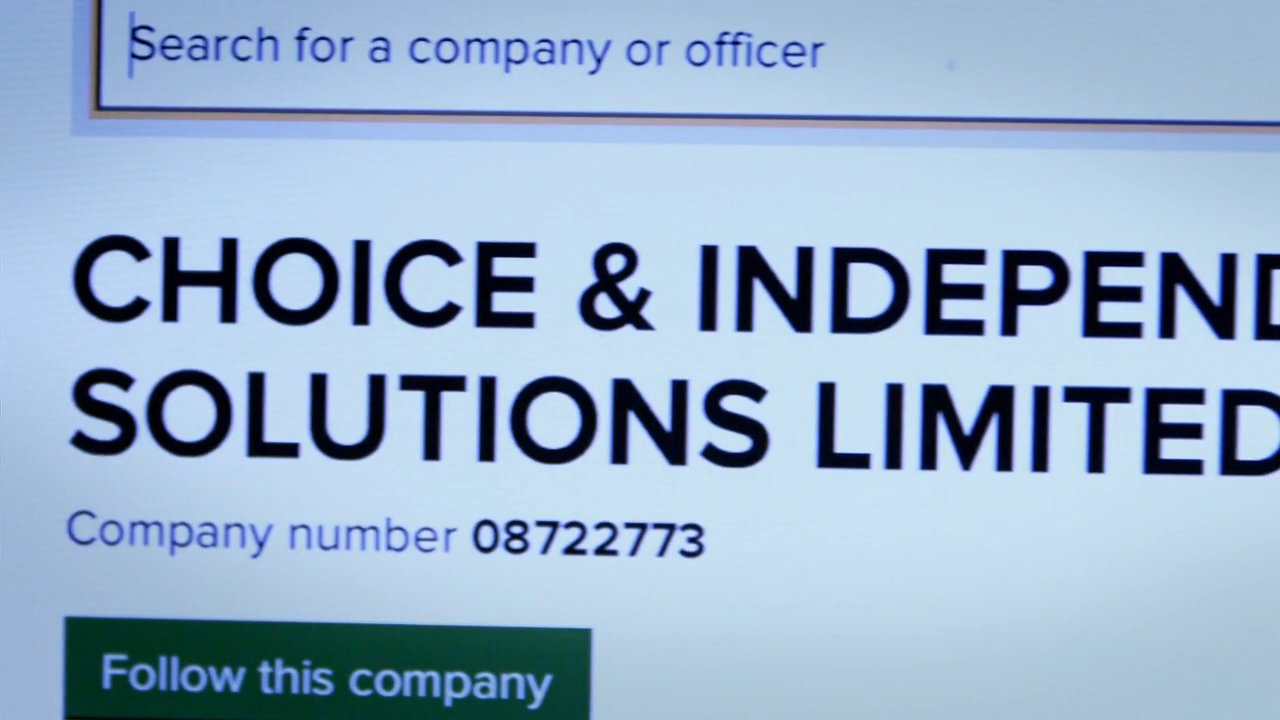 Search for a company or officer
CHOICE & INDEPEND
SOLUTIONS LIMITED
Company number 08722773
Follow this company